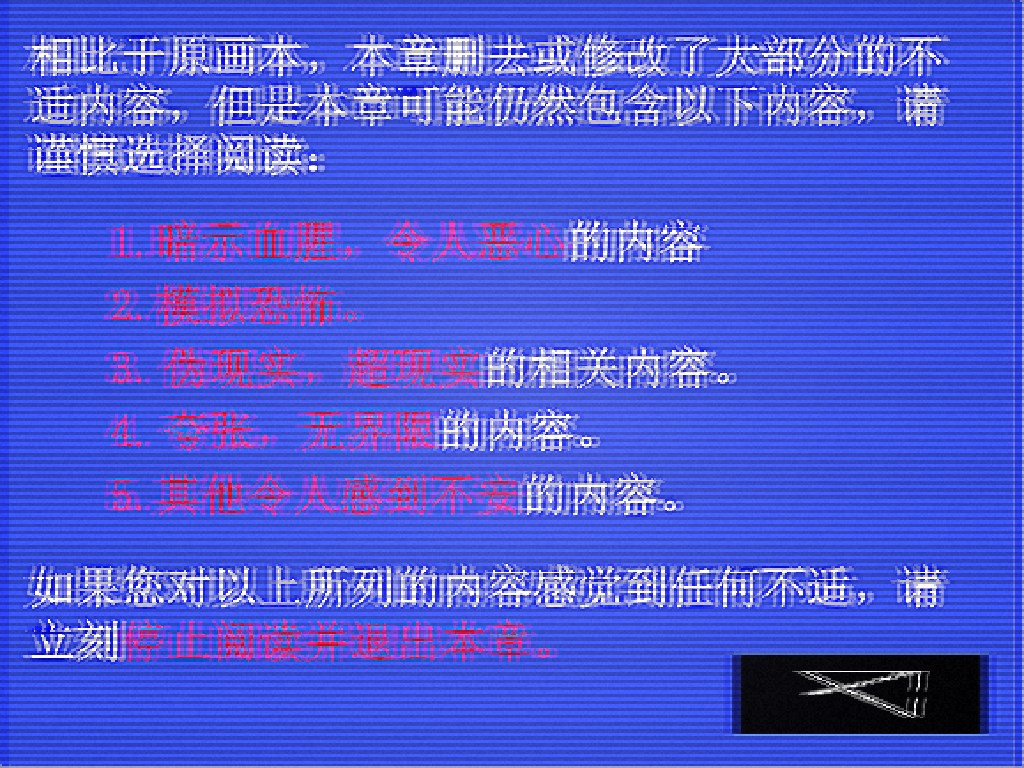 相比于原画本，本章删去或修改了大部分的不
适内容，但是本章可能仍然包含以下内容，请
谨慎选择阅读：
1. 暗示血腥，令人恶心的内容
2. 模拟恐怖。
3. 伪现实，超现实的相关内容。
4. 夸张，无界限的内容。
5. 其他令人感到不安的内容。
如果您对以上所列的内容感觉到任何不适，请
立刻停止阅读并退出本章。